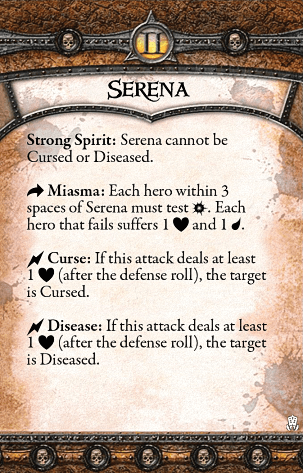 II
SERENA
Strong Spirit: Serena cannot be
Cursed or Diseased.
Miasma: Each hero within 3
spaces of Serena must test . Each
hero that fails suffers 1 and 1 .
Curse: If this attack deals at least
1 (after the defense roll), the target
is Cursed.
Disease: If this attack deals at least
1 (after the defense roll), the target
is Diseased.